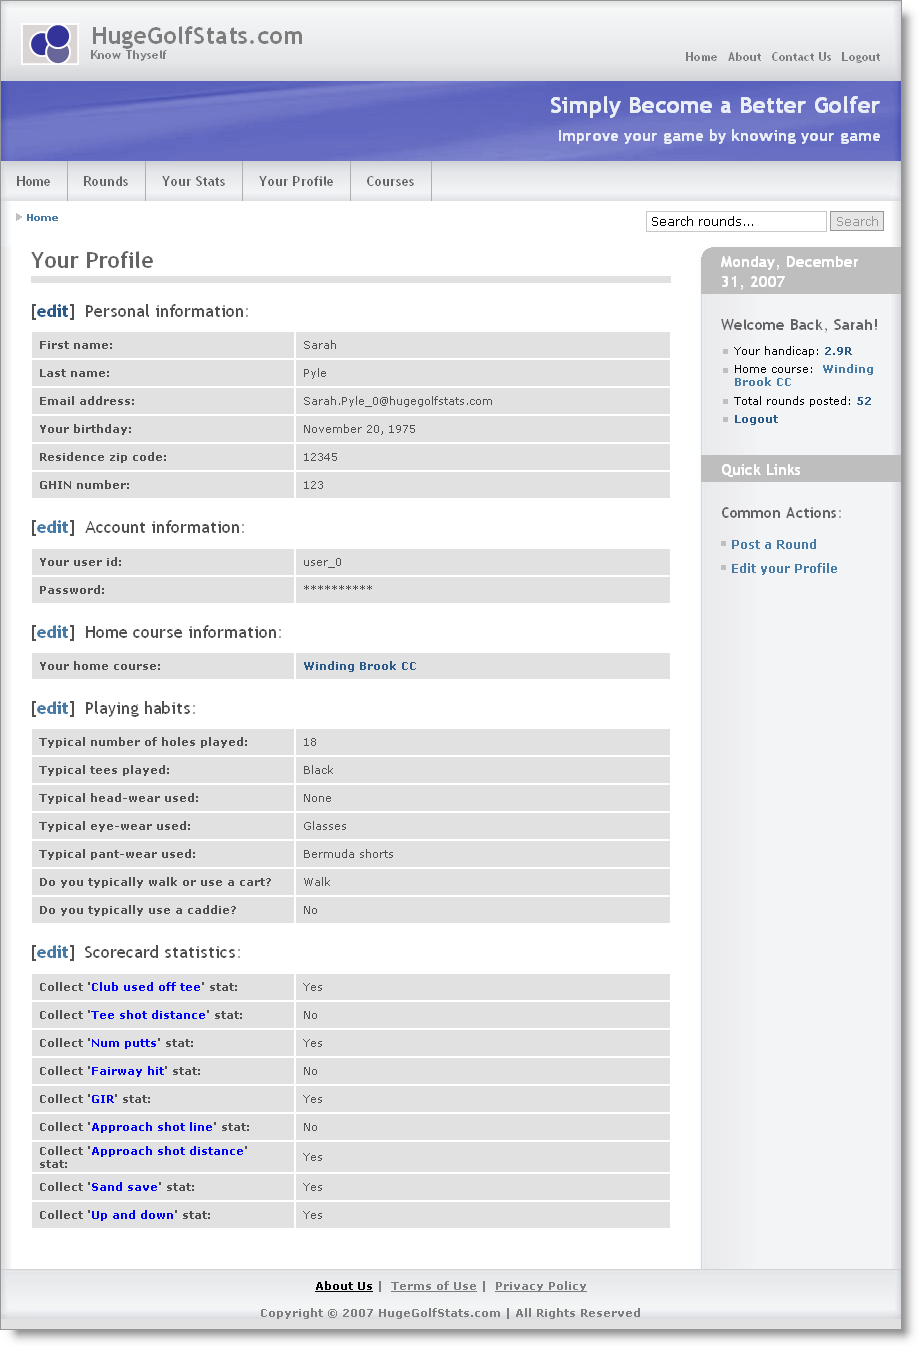 HugeGolfStats.com
Know Thyself
Home About Contact Us Logout
Simply Become a Better Golfer
Improve your game by knowing your game
Home Rounds Your Stats Your Profile Courses
Home
Search rounds...
Search
Your Profile
[edit] Personal information:
First name: Sarah
Last name: Pyle
Email address: Sarah.Pyle_0@hugegolfstats.com
Your birthday: November 20, 1975
Residence zip code: 12345
GHIN number: 123
[edit] Account information:
Your user id: user_0
Password: **********
[edit] Home course information:
Your home course: Winding Brook CC
[edit] Playing habits:
Typical number of holes played: 18
Typical tees played: Black
Typical head-wear used: None
Typical eye-wear used: Glasses
Typical pant-wear used: Bermuda shorts
Do you typically walk or use a cart? Walk
Do you typically use a caddie? No
[edit] Scorecard statistics:
Collect 'Club used off tee' stat: Yes
Collect 'Tee shot distance' stat: No
Collect 'Num putts' stat: Yes
Collect 'Fairway hit' stat: No
Collect 'GIR' stat: Yes
Collect 'Approach shot line' stat: No
Collect 'Approach shot distance'
stat: Yes
Collect 'Sand save' stat: Yes
Collect 'Up and down' stat: Yes
Monday, December
31, 2007
Welcome Back, Sarah!
Your handicap: 2.9R
Home course: Winding
Brook CC
Total rounds posted: 52
Logout
Quick Links
Common Actions:
Post a Round
Edit your Profile
About Us | Terms of Use | Privacy Policy
Copyright © 2007 HugeGolfStats.com | All Rights Reserved